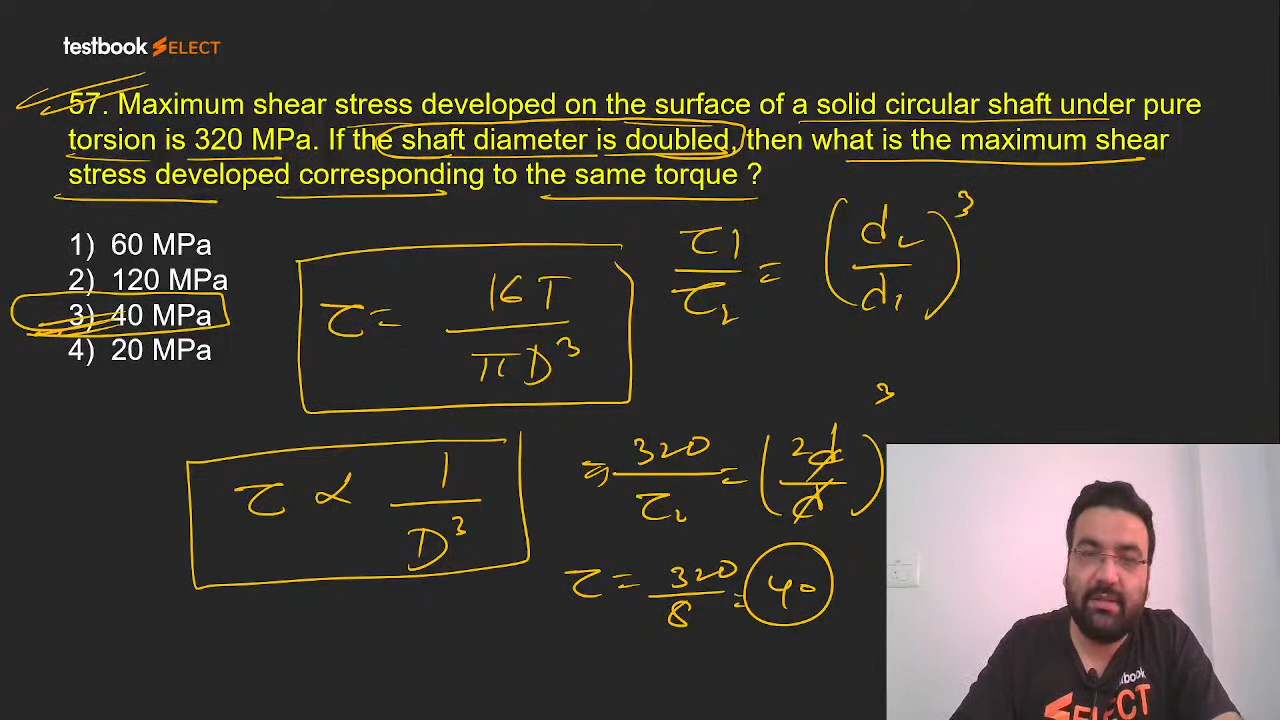 testbook SELECT
57. Maximum shear stress developed on the surface of a solid circular shaft under pure
torsion is 320 MPa. If the shaft diameter is doubled, then what is the maximum shear
stress developed corresponding to the same torque ?
1) 60 MPa
2) 120 MPa
3) 40 MPa
4) 20 MPa
τ = 16T / πD³
τ1 / τ2 = (d2 / d1)³
τ ∝ 1 / D³
⇒ 320 / τ2 = (2d / d)³
τ = 320 / 8 = 40
testbook
SELECT